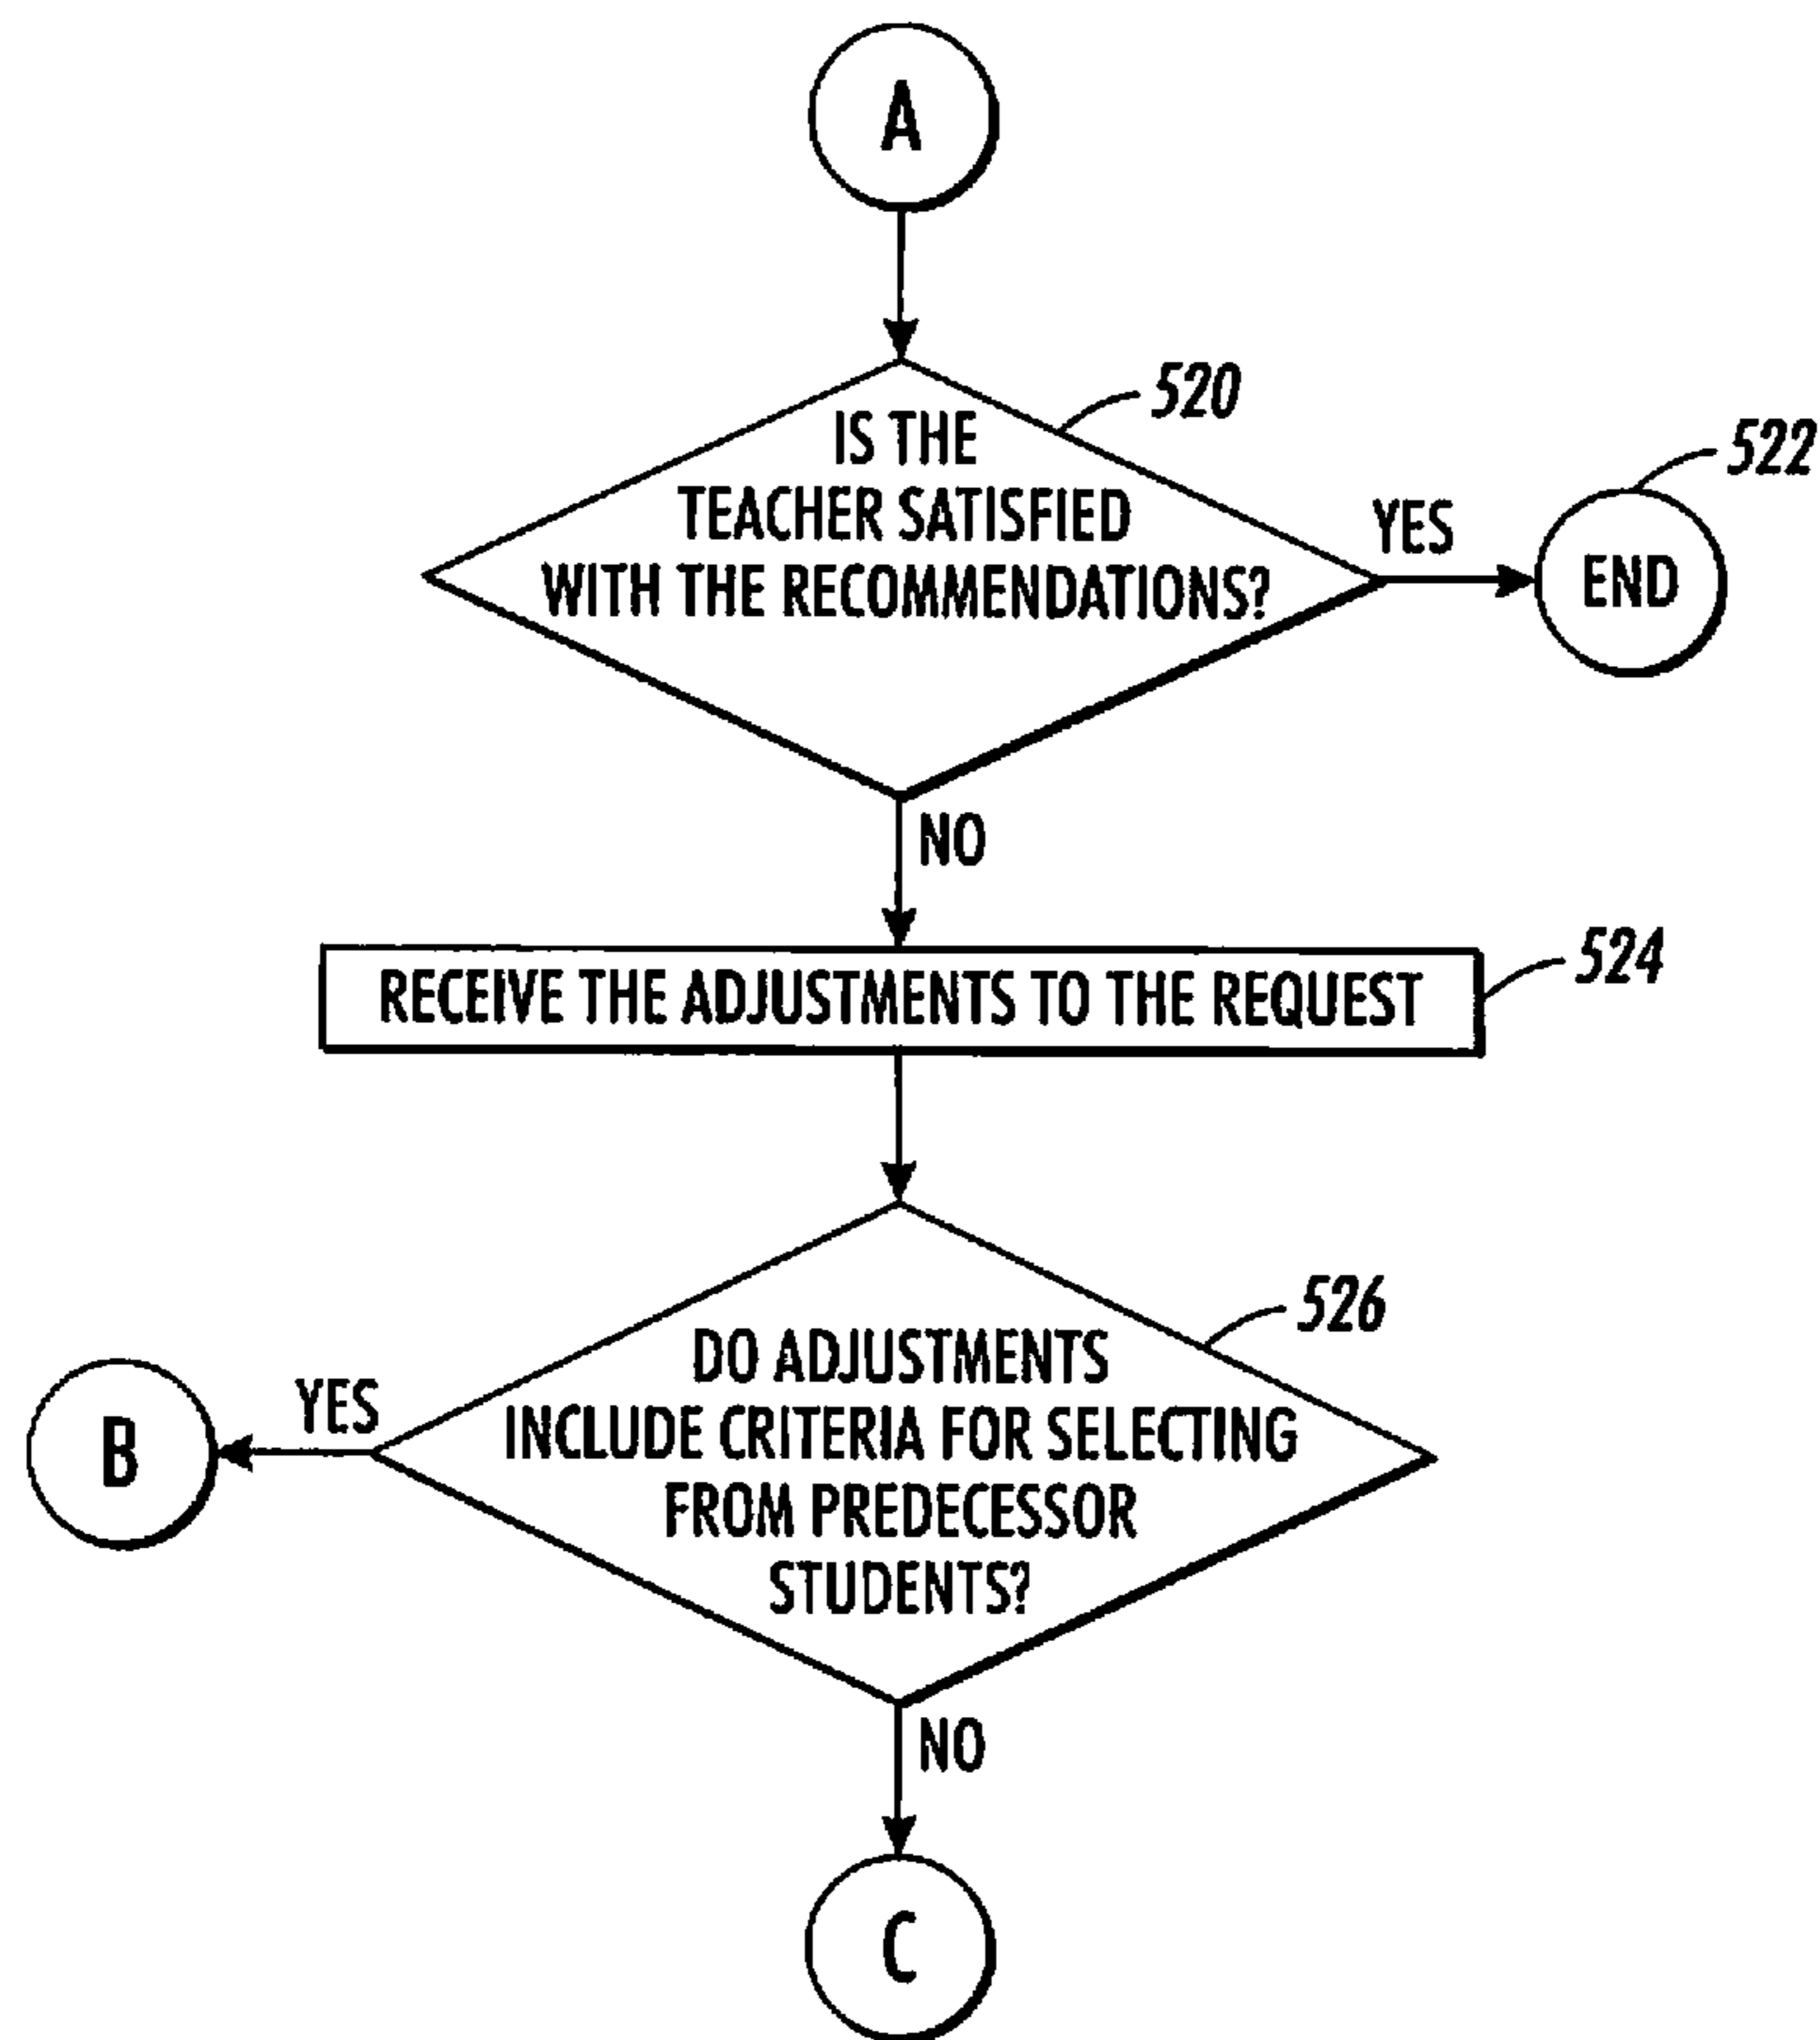 A
520
IS THE
TEACHER SATISFIED
WITH THE RECOMMENDATIONS?
522
YES
END
NO
RECEIVE THE ADJUSTMENTS TO THE REQUEST
524
526
DO ADJUSTMENTS
INCLUDE CRITERIA FOR SELECTING
FROM PREDECESSOR
STUDENTS?
YES
B
NO
C